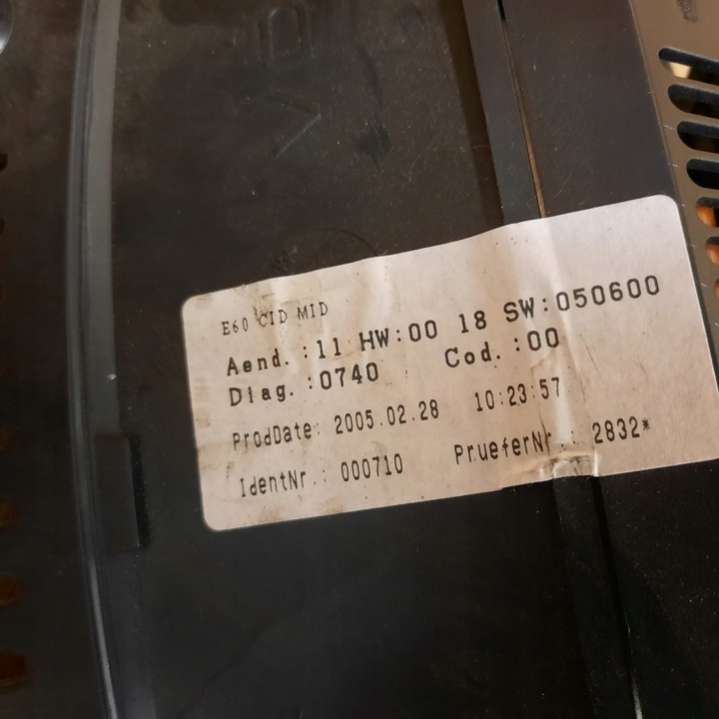 E60 CID MID
Aend.:11 HW:00 18 SW:050600
Diag.:0740 Cod.:00
ProdDate: 2005.02.28 10:23:57
IdentNr.: 000710 PrueferNr.: 2832*